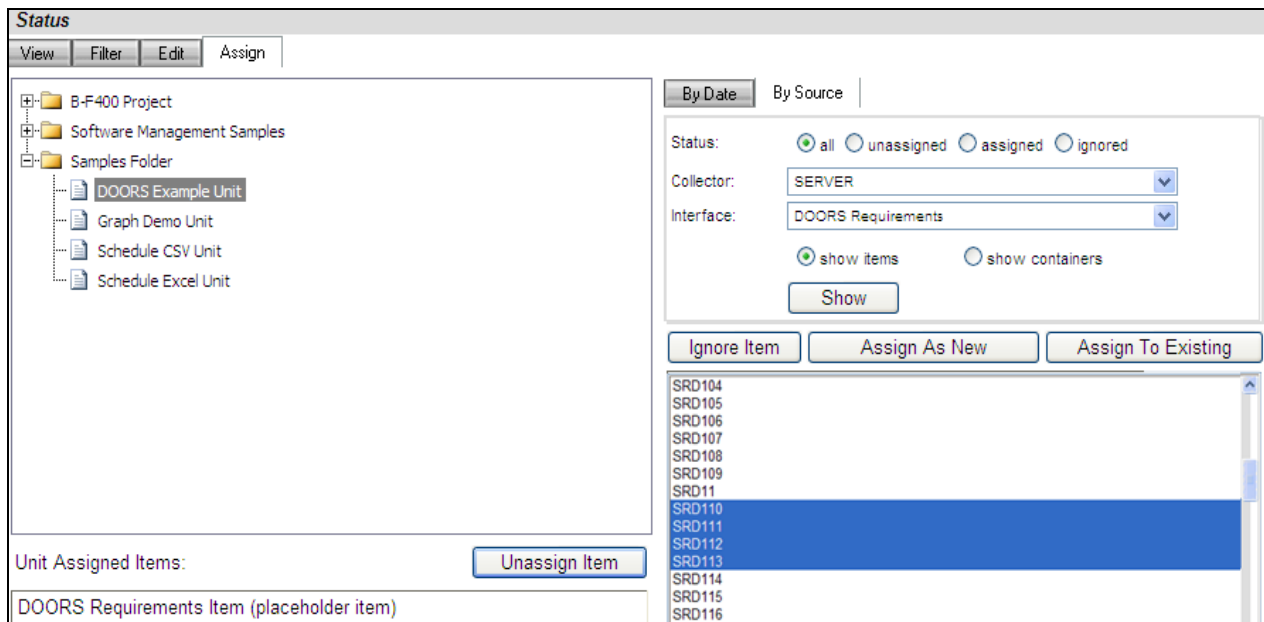 Status
View Filter Edit Assign
B-F400 Project
Software Management Samples
Samples Folder
DOORS Example Unit
Graph Demo Unit
Schedule CSV Unit
Schedule Excel Unit
Unit Assigned Items:
Unassign Item
DOORS Requirements Item (placeholder item)
By Date By Source
Status: all unassigned assigned ignored
Collector: SERVER
Interface: DOORS Requirements
show items show containers
Show
Ignore Item Assign As New Assign To Existing
SRD104
SRD105
SRD106
SRD107
SRD108
SRD109
SRD11
SRD110
SRD111
SRD112
SRD113
SRD114
SRD115
SRD116